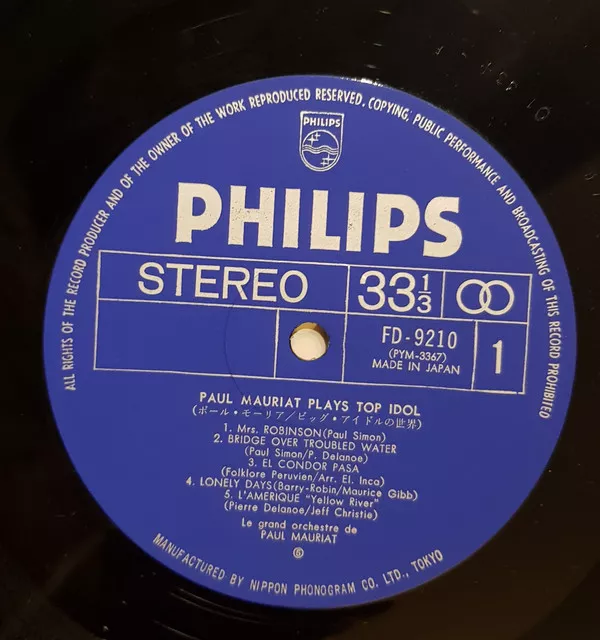 ALL RIGHTS OF THE RECORD PRODUCER AND OF THE OWNER OF THE WORK REPRODUCED RESERVED, COPYING, PUBLIC PERFORMANCE AND BROADCASTING OF THIS RECORD PROHIBITED
PHILIPS
PHILIPS
STEREO
33 1/3
FD-9210
(PYM-3367)
MADE IN JAPAN
1
PAUL MAURIAT PLAYS TOP IDOL
(ポール・モーリア/ビッグ・アイドルの世界)
1. Mrs. ROBINSON(Paul Simon)
2. BRIDGE OVER TROUBLED WATER
(Paul Simon/P. Delanoe)
3. EL CONDOR PASA
(Folklore Peruvien/Arr. El. Inca)
4. LONELY DAYS(Barry-Robin/Maurice Gibb)
5. L'AMERIQUE "Yellow River"
(Pierre Delanoe/Jeff Christie)
Le grand orchestre de
PAUL MAURIAT
MANUFACTURED BY NIPPON PHONOGRAM CO. LTD., TOKYO